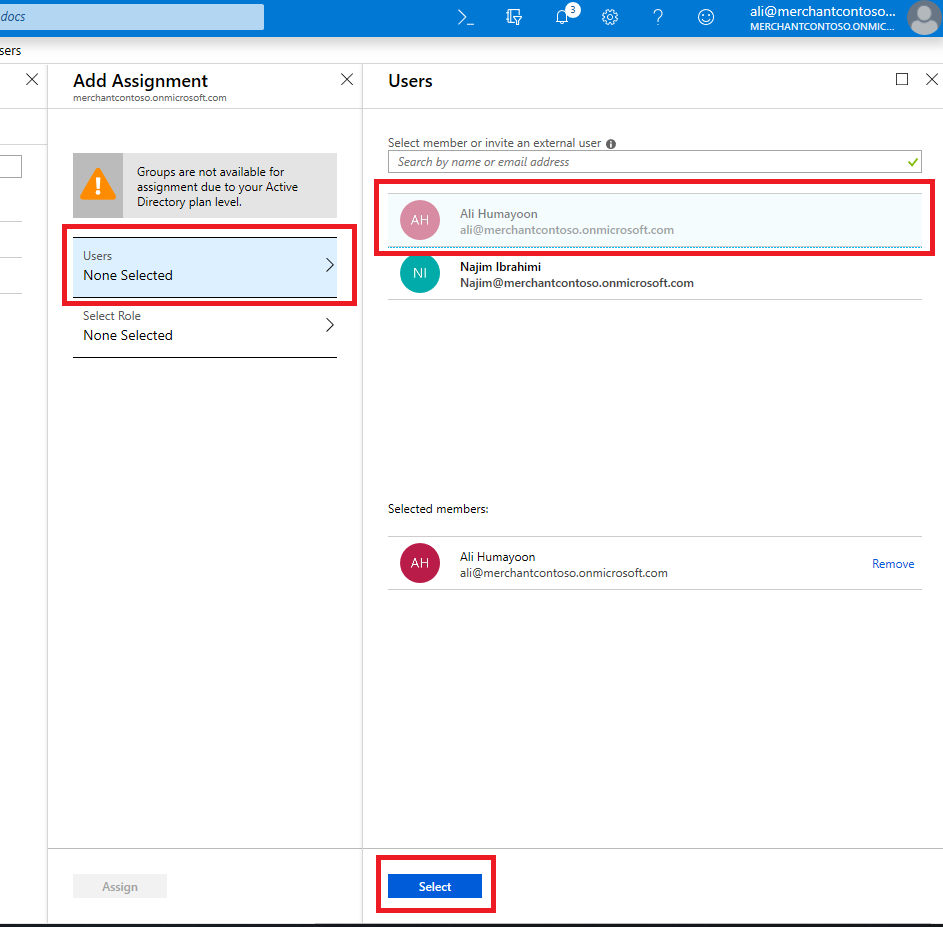 docs
3
ali@merchantcontoso...
MERCHANTCONTOSO.ONMIC...
sers
Add Assignment
merchantcontoso.onmicrosoft.com
Groups are not available for
assignment due to your Active
Directory plan level.
Users
None Selected
Select Role
None Selected
Assign
Users
Select member or invite an external user
Search by name or email address
AH
Ali Humayoon
ali@merchantcontoso.onmicrosoft.com
NI
Najim Ibrahimi
Najim@merchantcontoso.onmicrosoft.com
Selected members:
AH
Ali Humayoon
ali@merchantcontoso.onmicrosoft.com
Remove
Select